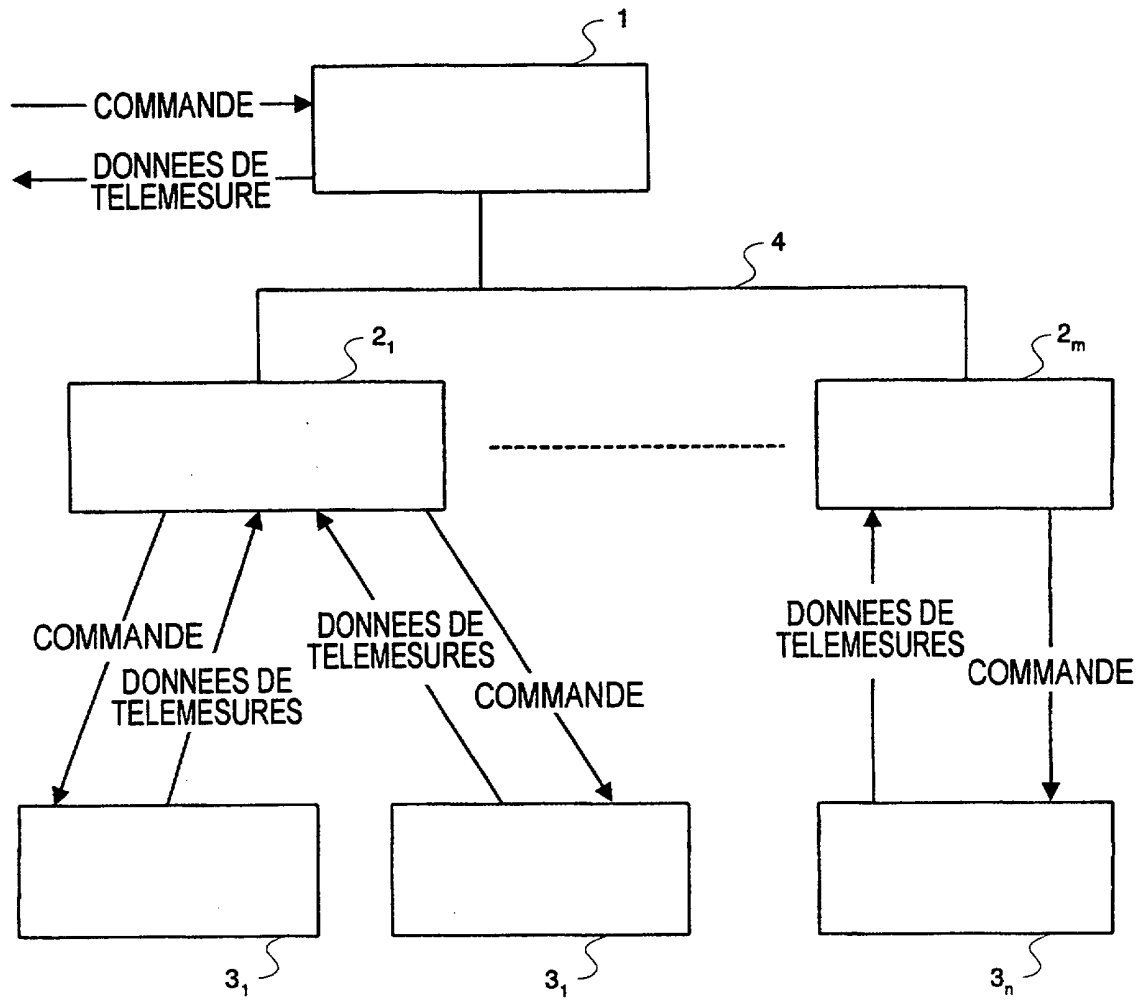 1
COMMANDE
DONNEES DE
TELEMESURE
4
2₁
2ₘ
COMMANDE
DONNEES DE
TELEMESURES
DONNEES DE
TELEMESURES
COMMANDE
DONNEES DE
TELEMESURES
COMMANDE
3₁
3₁
3ₙ